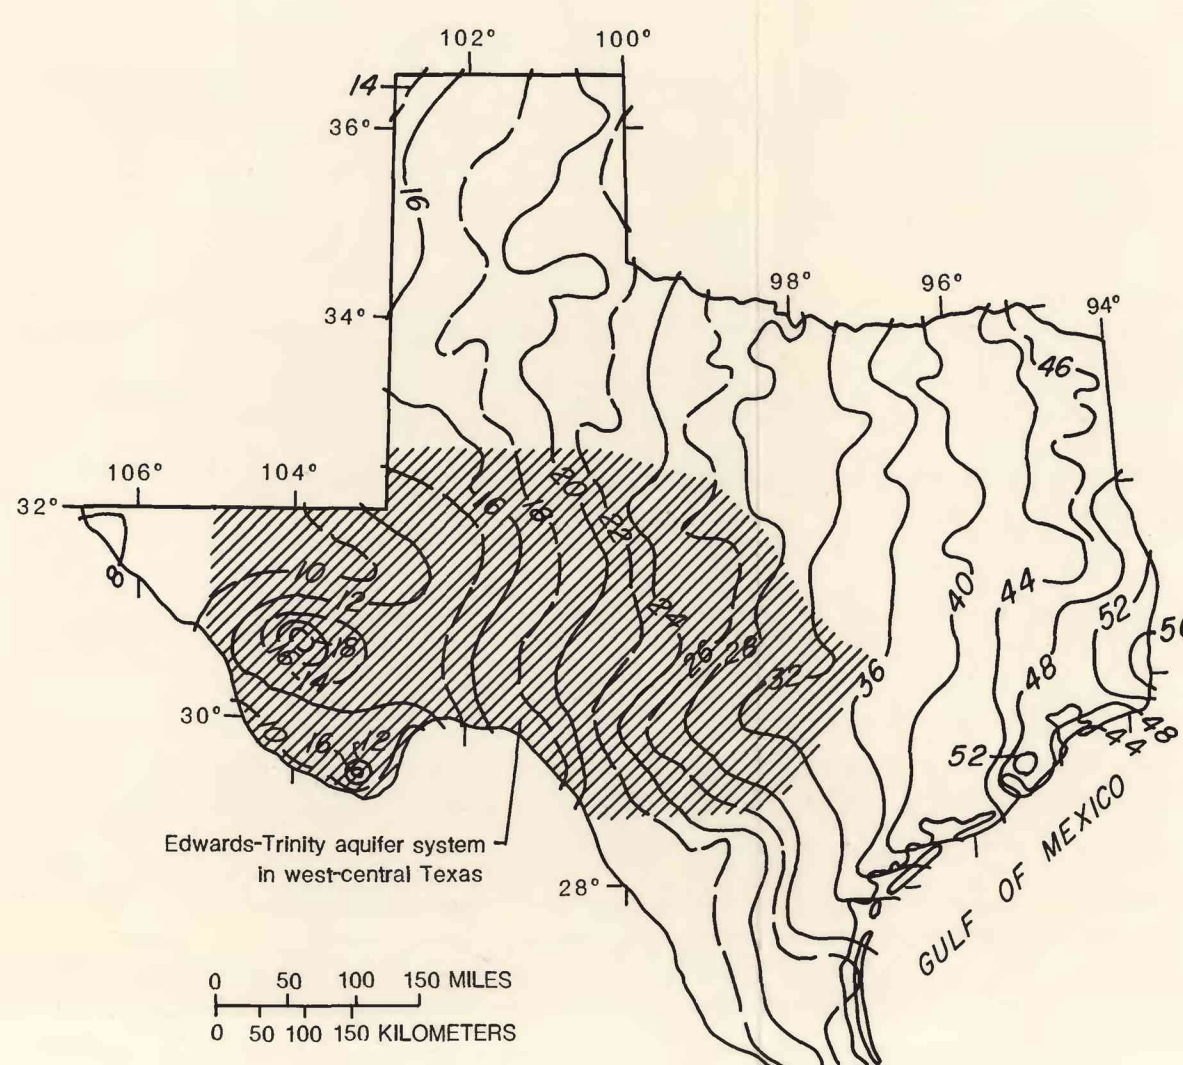 102° 100°
14
36°
16
98° 96° 94°
34°
46
106° 104°
32°
16 18 20 22
8 10
12
24
40 44
52
56
18
8
14
26 28
32 36
48
30°
10 16 12
52 44 48
Edwards-Trinity aquifer system
in west-central Texas
28°
GULF OF MEXICO
0 50 100 150 MILES
0 50 100 150 KILOMETERS